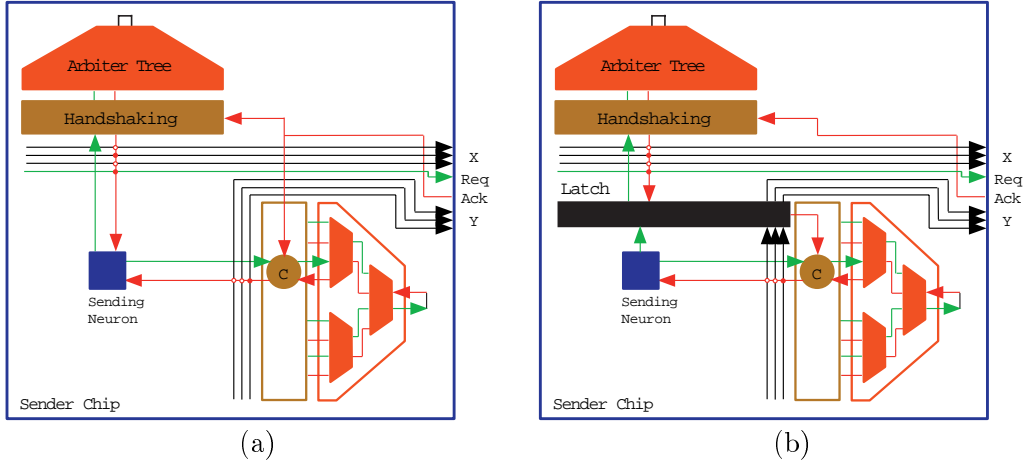 Arbiter Tree
Handshaking
X
Req
Ack
Y
C
Sending
Neuron
Sender Chip
(a)
Arbiter Tree
Handshaking
X
Req
Latch
Ack
Y
C
Sending
Neuron
Sender Chip
(b)